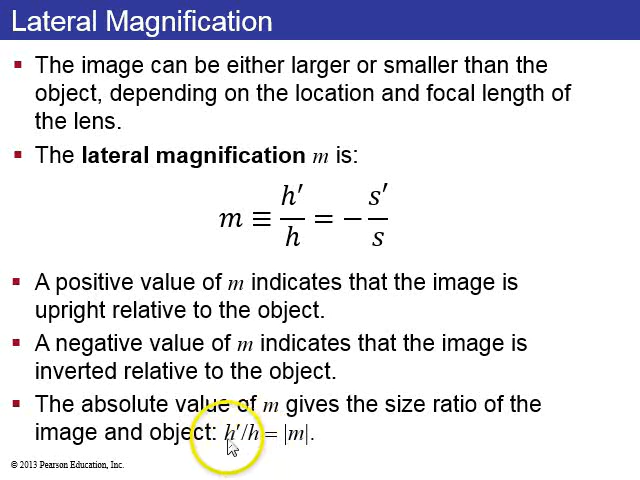 Lateral Magnification
▪ The image can be either larger or smaller than the
object, depending on the location and focal length of
the lens.
▪ The lateral magnification m is:
m ≡ h′/h = −s′/s
▪ A positive value of m indicates that the image is
upright relative to the object.
▪ A negative value of m indicates that the image is
inverted relative to the object.
▪ The absolute value of m gives the size ratio of the
image and object: h′/h = |m|.
© 2013 Pearson Education, Inc.